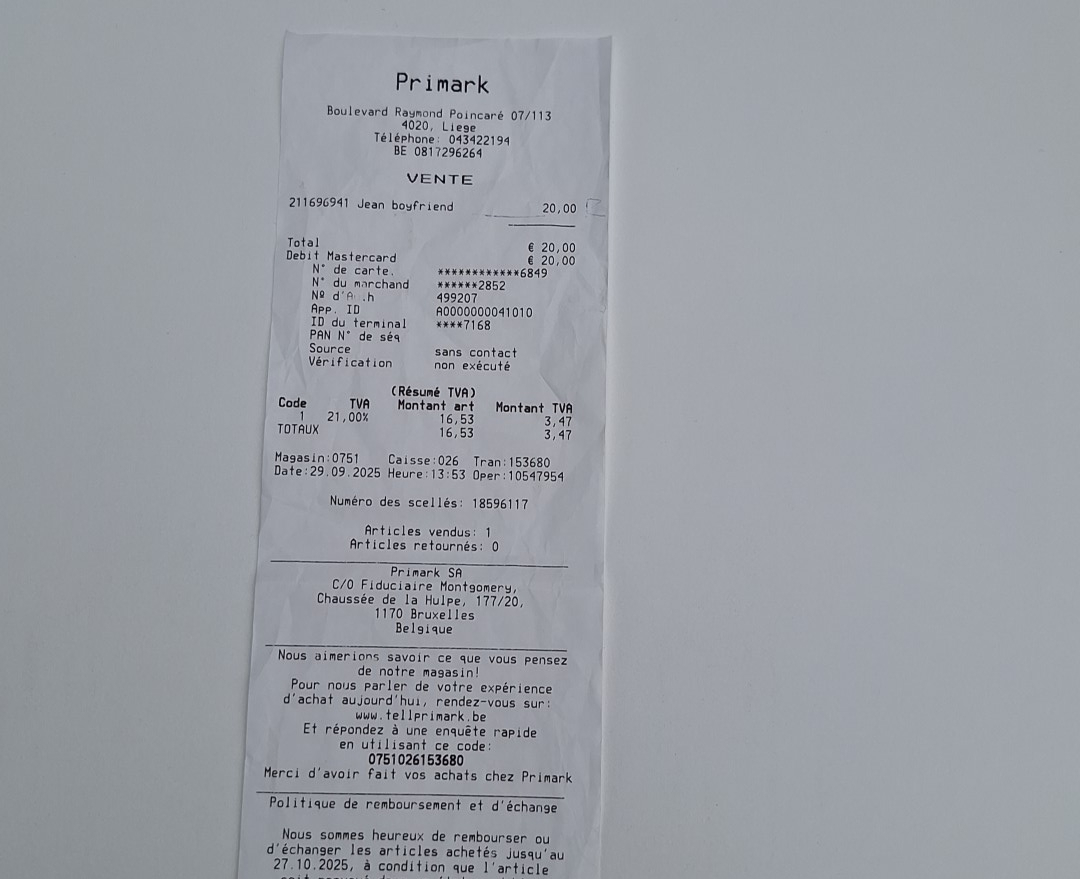 Primark
Boulevard Raymond Poincaré 07/113
4020, Liege
Téléphone: 043422194
BE 0817296264
VENTE
211696941 Jean boyfriend 20,00
Total € 20,00
Debit Mastercard € 20,00
N° de carte. ************6849
N° du marchand ******2852
Nº 499207
App. ID A0000000041010
ID du terminal ****7168
PAN N° de séq
Source sans contact
Vérification non exécuté
(Résumé TVA)
Code TVA Montant art Montant TVA
1 21,00% 16,53 3,47
TOTAUX 16,53 3,47
Magasin:0751 Caisse:026 Tran:153680
Date:29.09.2025 Heure:13:53 Oper:10547954
Numéro des scellés: 18596117
Articles vendus: 1
Articles retournés: 0
Primark SA
C/O Fiduciaire Montgomery,
Chaussée de la Hulpe, 177/20,
1170 Bruxelles
Belgique
Nous aimerions savoir ce que vous pensez
de notre magasin!
Pour nous parler de votre expérience
d'achat aujourd'hui, rendez-vous sur:
www.tellprimark.be
Et répondez à une enquête rapide
en utilisant ce code:
0751026153680
Merci d'avoir fait vos achats chez Primark
Politique de remboursement et d'échange
Nous sommes heureux de rembourser ou
d'échanger les articles achetés jusqu'au
27.10.2025, à condition que l'article